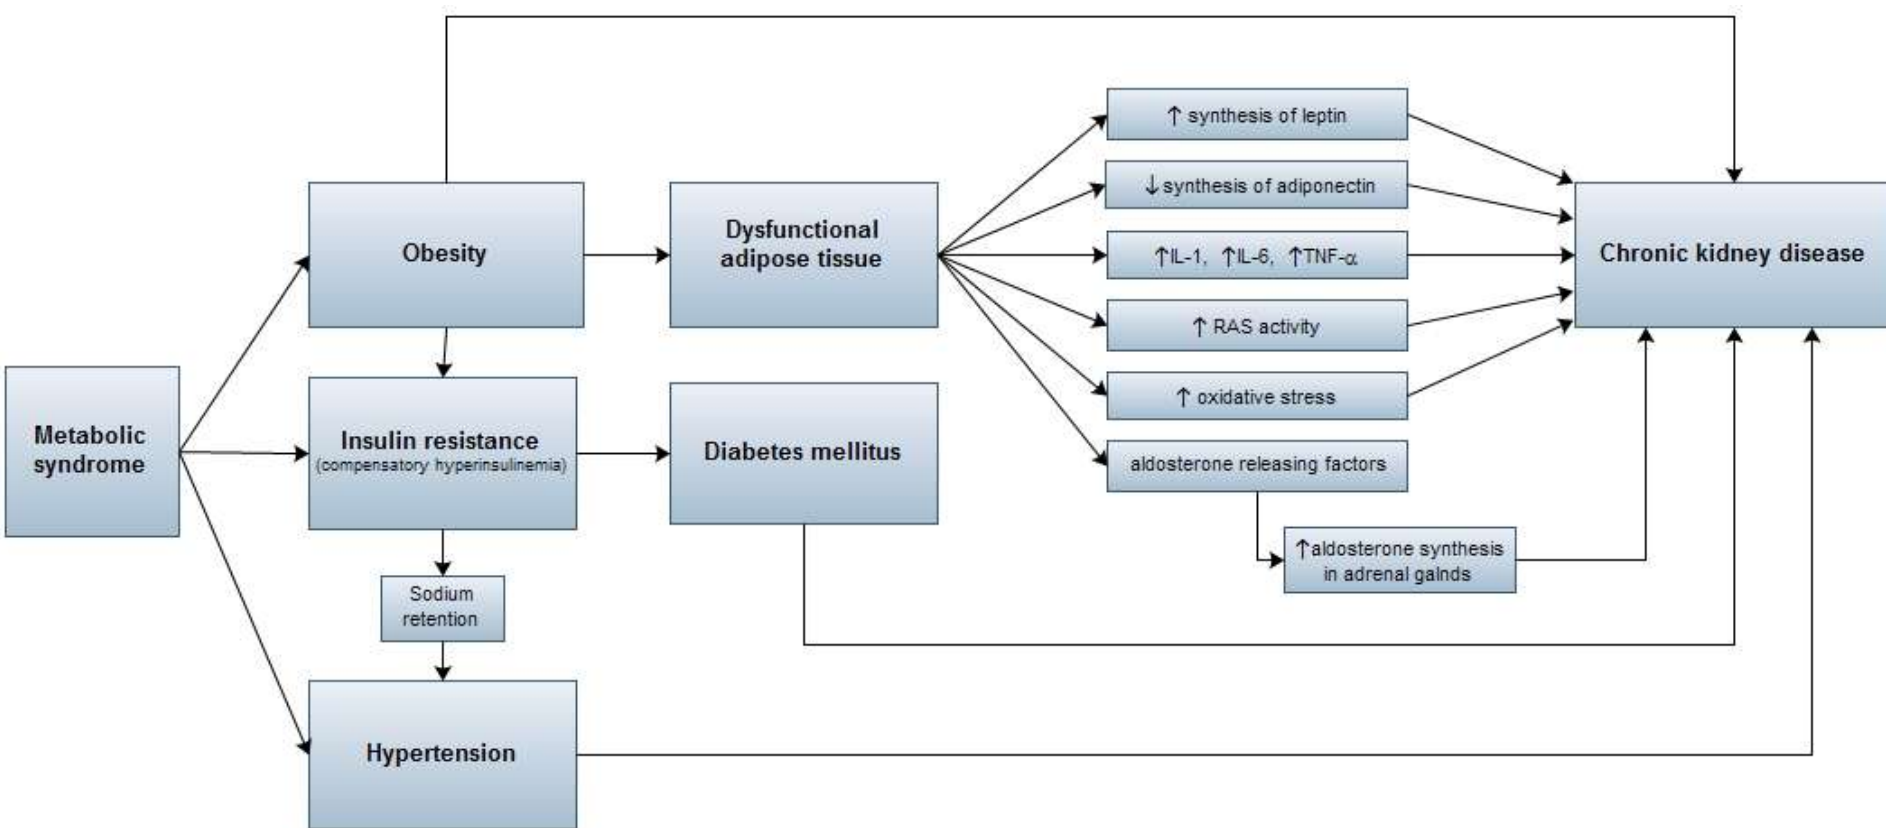 Metabolic
syndrome
Obesity
Insulin resistance
(compensatory hyperinsulinemia)
Sodium
retention
Hypertension
Dysfunctional
adipose tissue
Diabetes mellitus
↑ synthesis of leptin
↓ synthesis of adiponectin
↑IL-1, ↑IL-6, ↑TNF-α
↑ RAS activity
↑ oxidative stress
aldosterone releasing factors
↑aldosterone synthesis
in adrenal galnds
Chronic kidney disease